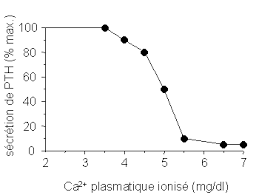 sécrétion de PTH (% max.)
100
80
60
40
20
0
2 3 4 5 6 7
Ca²⁺ plasmatique ionisé (mg/dl)